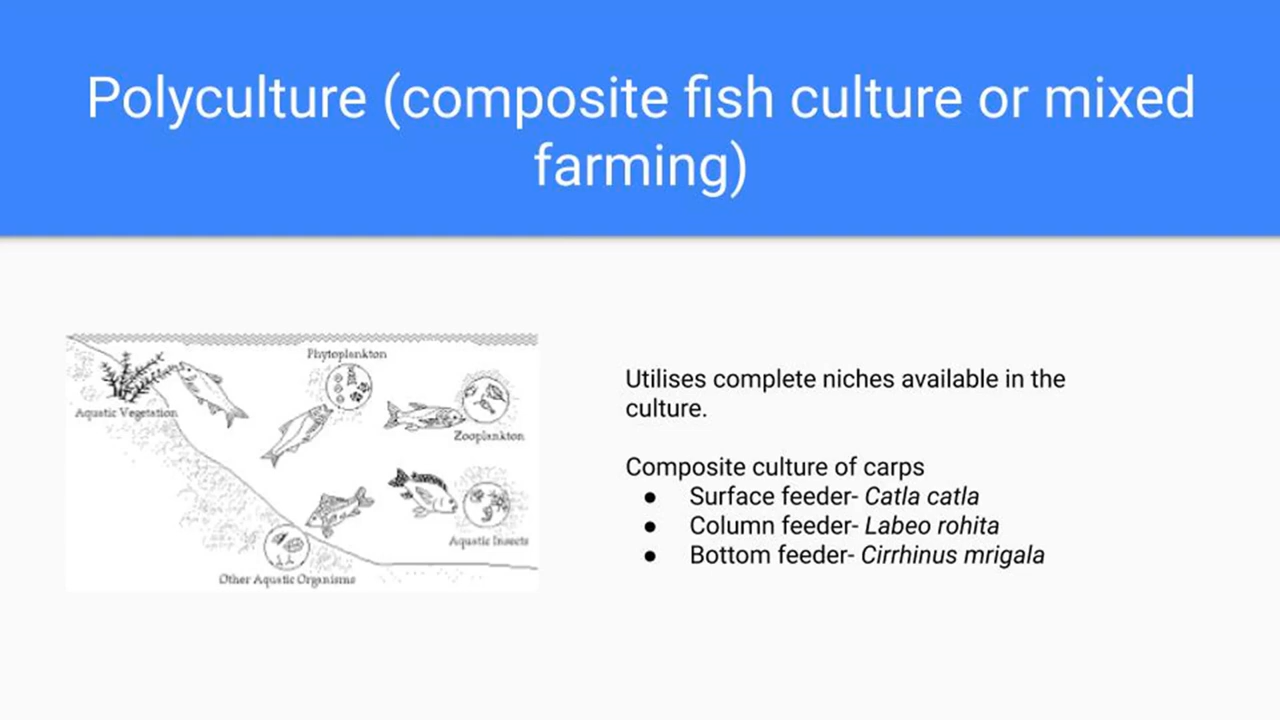 Polyculture (composite fish culture or mixed
farming)
Phytoplankton
Aquatic Vegetation
Zooplankton
Aquatic Insects
Other Aquatic Organisms
Utilises complete niches available in the
culture.
Composite culture of carps
● Surface feeder- Catla catla
● Column feeder- Labeo rohita
● Bottom feeder- Cirrhinus mrigala